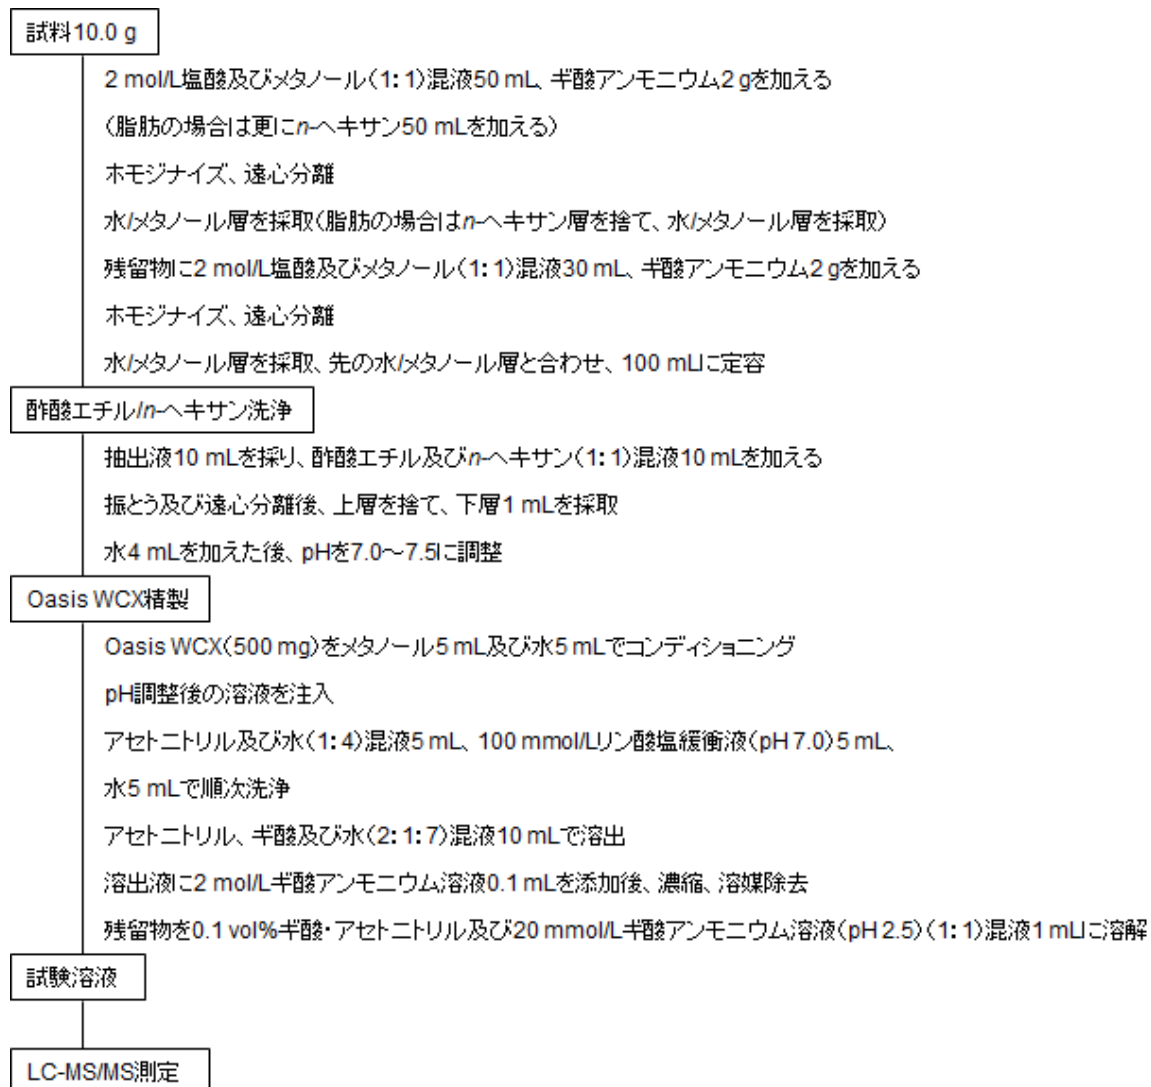 試料10.0 g
2 mol/L塩酸及びメタノール(1:1)混液50 mL、ギ酸アンモニウム2 gを加える
(脂肪の場合は更にn-ヘキサン50 mLを加える)
ホモジナイズ、遠心分離
水/メタノール層を採取(脂肪の場合はn-ヘキサン層を捨て、水/メタノール層を採取)
残留物に2 mol/L塩酸及びメタノール(1:1)混液30 mL、ギ酸アンモニウム2 gを加える
ホモジナイズ、遠心分離
水/メタノール層を採取、先の水/メタノール層と合わせ、100 mLに定容
酢酸エチル/n-ヘキサン洗浄
抽出液10 mLを採り、酢酸エチル及びn-ヘキサン(1:1)混液10 mLを加える
振とう及び遠心分離後、上層を捨て、下層1 mLを採取
水4 mLを加えた後、pHを7.0~7.5に調整
Oasis WCX精製
Oasis WCX(500 mg)をメタノール5 mL及び水5 mLでコンディショニング
pH調整後の溶液を注入
アセトニトリル及び水(1:4)混液5 mL、100 mmol/Lリン酸塩緩衝液(pH 7.0)5 mL、
水5 mLで順次洗浄
アセトニトリル、ギ酸及び水(2:1:7)混液10 mLで溶出
溶出液に2 mol/Lギ酸アンモニウム溶液0.1 mLを添加後、濃縮、溶媒除去
残留物を0.1 vol%ギ酸・アセトニトリル及び20 mmol/Lギ酸アンモニウム溶液(pH 2.5)(1:1)混液1 mLに溶解
試験溶液
LC-MS/MS測定